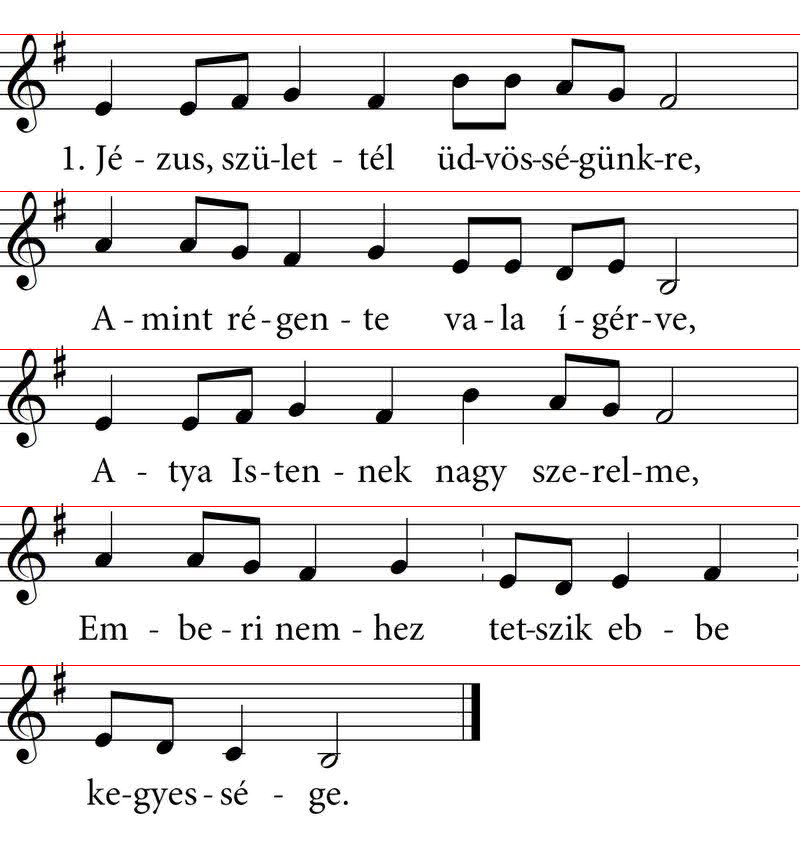 1. Jé - zus, szü-let - tél üd-vös-sé-günk-re,
A - mint ré - gen - te va - la í - gér - ve,
A - tya Is - ten - nek nagy sze - rel - me,
Em - be - ri nem - hez tet-szik eb - be
ke-gyes - sé - ge.